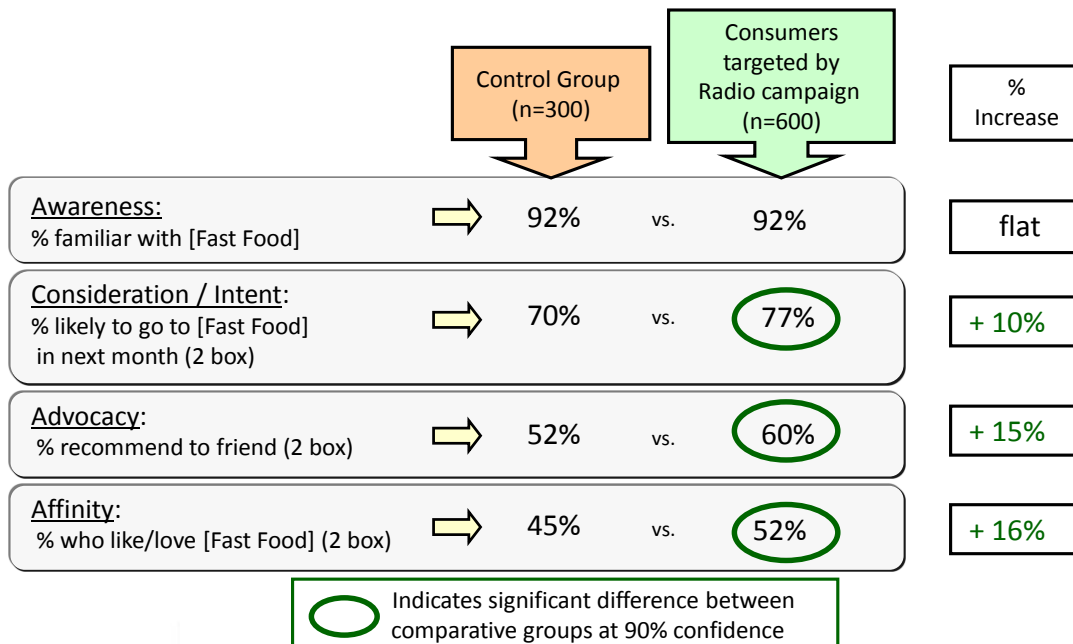 Control Group
(n=300)
Consumers
targeted by
Radio campaign
(n=600)
%
Increase
Awareness:
% familiar with [Fast Food]
92%
vs.
92%
flat
Consideration / Intent:
% likely to go to [Fast Food]
in next month (2 box)
70%
vs.
77%
+ 10%
Advocacy:
% recommend to friend (2 box)
52%
vs.
60%
+ 15%
Affinity:
% who like/love [Fast Food] (2 box)
45%
vs.
52%
+ 16%
Indicates significant difference between
comparative groups at 90% confidence